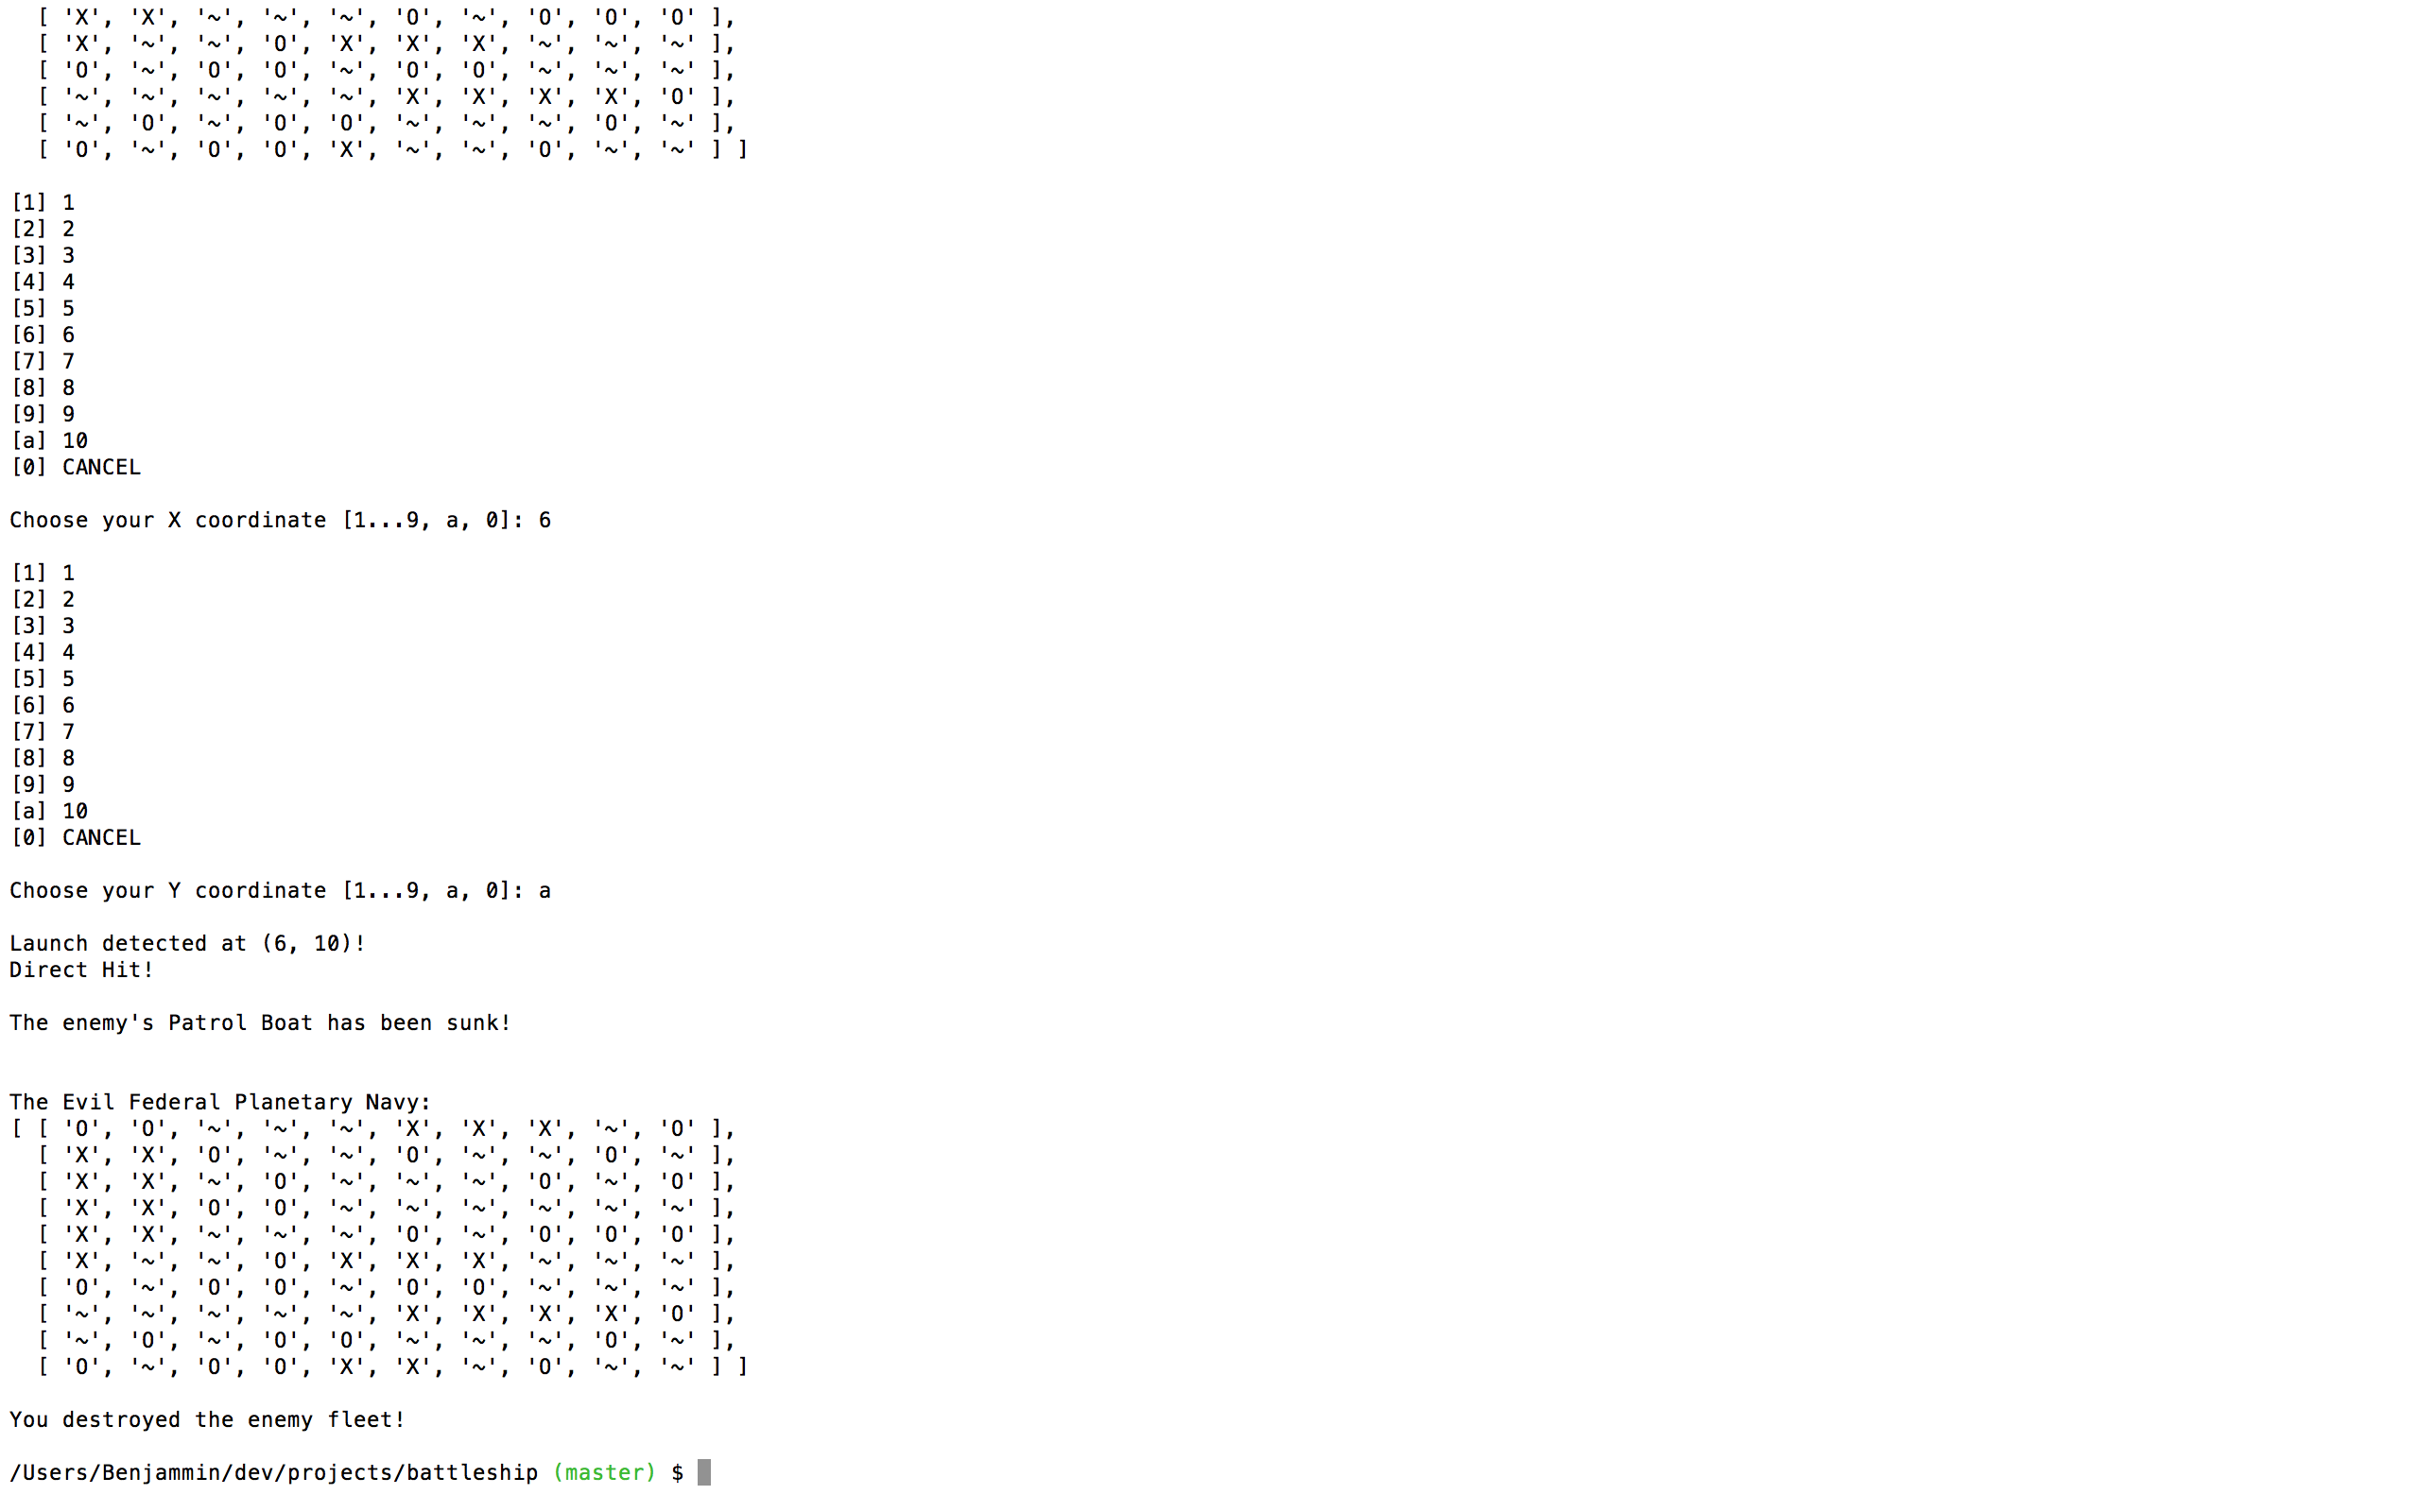 [ 'X', 'X', '~', '~', '~', 'O', '~', 'O', 'O', 'O' ],
[ 'X', '~', '~', 'O', 'X', 'X', 'X', '~', '~', '~' ],
[ 'O', '~', 'O', 'O', '~', 'O', 'O', '~', '~', '~' ],
[ '~', '~', '~', '~', '~', 'X', 'X', 'X', 'X', 'O' ],
[ '~', 'O', '~', 'O', 'O', '~', '~', '~', 'O', '~' ],
[ 'O', '~', 'O', 'O', 'X', '~', '~', 'O', '~', '~' ] ]
[1] 1
[2] 2
[3] 3
[4] 4
[5] 5
[6] 6
[7] 7
[8] 8
[9] 9
[a] 10
[0] CANCEL
Choose your X coordinate [1...9, a, 0]: 6
[1] 1
[2] 2
[3] 3
[4] 4
[5] 5
[6] 6
[7] 7
[8] 8
[9] 9
[a] 10
[0] CANCEL
Choose your Y coordinate [1...9, a, 0]: a
Launch detected at (6, 10)!
Direct Hit!
The enemy's Patrol Boat has been sunk!
The Evil Federal Planetary Navy:
[ [ 'O', 'O', '~', '~', '~', 'X', 'X', 'X', '~', 'O' ],
[ 'X', 'X', 'O', '~', '~', 'O', '~', '~', 'O', '~' ],
[ 'X', 'X', '~', 'O', '~', '~', '~', 'O', '~', 'O' ],
[ 'X', 'X', 'O', 'O', '~', '~', '~', '~', '~', '~' ],
[ 'X', 'X', '~', '~', '~', 'O', '~', 'O', 'O', 'O' ],
[ 'X', '~', '~', 'O', 'X', 'X', 'X', '~', '~', '~' ],
[ 'O', '~', 'O', 'O', '~', 'O', 'O', '~', '~', '~' ],
[ '~', '~', '~', '~', '~', 'X', 'X', 'X', 'X', 'O' ],
[ '~', 'O', '~', 'O', 'O', '~', '~', '~', 'O', '~' ],
[ 'O', '~', 'O', 'O', 'X', 'X', '~', 'O', '~', '~' ] ]
You destroyed the enemy fleet!
/Users/Benjammin/dev/projects/battleship (master) $